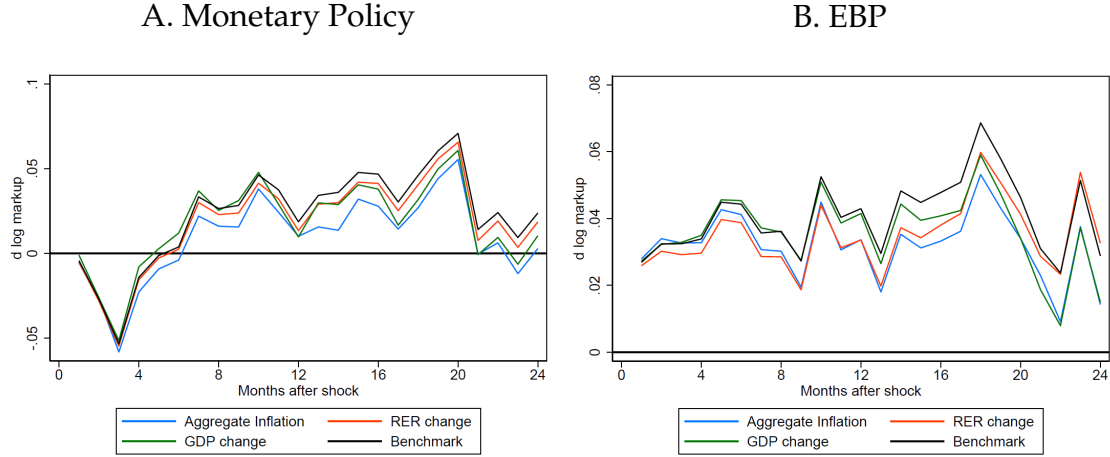 A. Monetary Policy
d log markup
.1
.05
0
-.05
0 4 8 12 16 20 24
Months after shock
Aggregate Inflation RER change
GDP change Benchmark
B. EBP
d log markup
.08
.06
.04
.02
0
0 4 8 12 16 20 24
Months after shock
Aggregate Inflation RER change
GDP change Benchmark